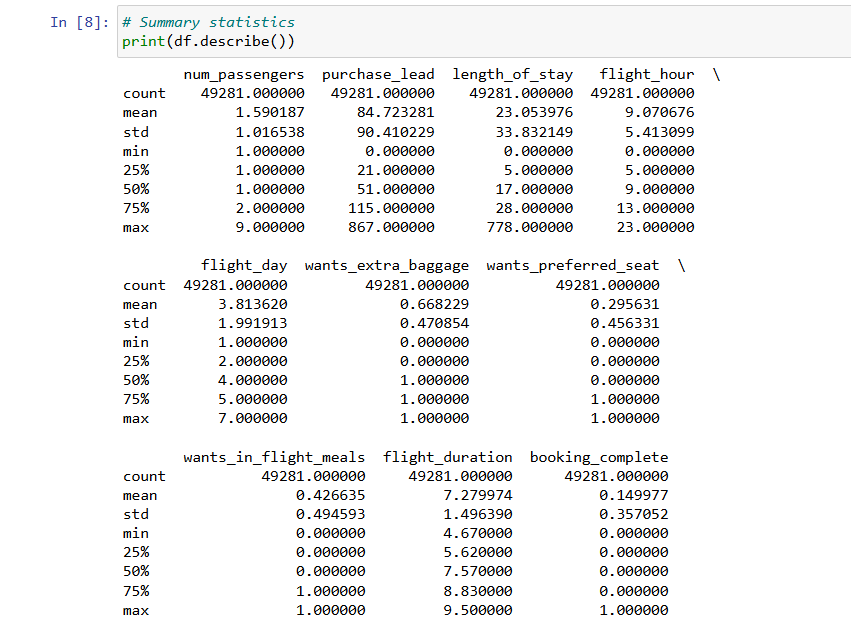 In [8]: # Summary statistics
print(df.describe())
num_passengers purchase_lead length_of_stay flight_hour \
count 49281.000000 49281.000000 49281.000000 49281.000000
mean 1.590187 84.723281 23.053976 9.070676
std 1.016538 90.410229 33.832149 5.413099
min 1.000000 0.000000 0.000000 0.000000
25% 1.000000 21.000000 5.000000 5.000000
50% 1.000000 51.000000 17.000000 9.000000
75% 2.000000 115.000000 28.000000 13.000000
max 9.000000 867.000000 778.000000 23.000000
flight_day wants_extra_baggage wants_preferred_seat \
count 49281.000000 49281.000000 49281.000000
mean 3.813620 0.668229 0.295631
std 1.991913 0.470854 0.456331
min 1.000000 0.000000 0.000000
25% 2.000000 0.000000 0.000000
50% 4.000000 1.000000 0.000000
75% 5.000000 1.000000 1.000000
max 7.000000 1.000000 1.000000
wants_in_flight_meals flight_duration booking_complete
count 49281.000000 49281.000000 49281.000000
mean 0.426635 7.279974 0.149977
std 0.494593 1.496390 0.357052
min 0.000000 4.670000 0.000000
25% 0.000000 5.620000 0.000000
50% 0.000000 7.570000 0.000000
75% 1.000000 8.830000 0.000000
max 1.000000 9.500000 1.000000